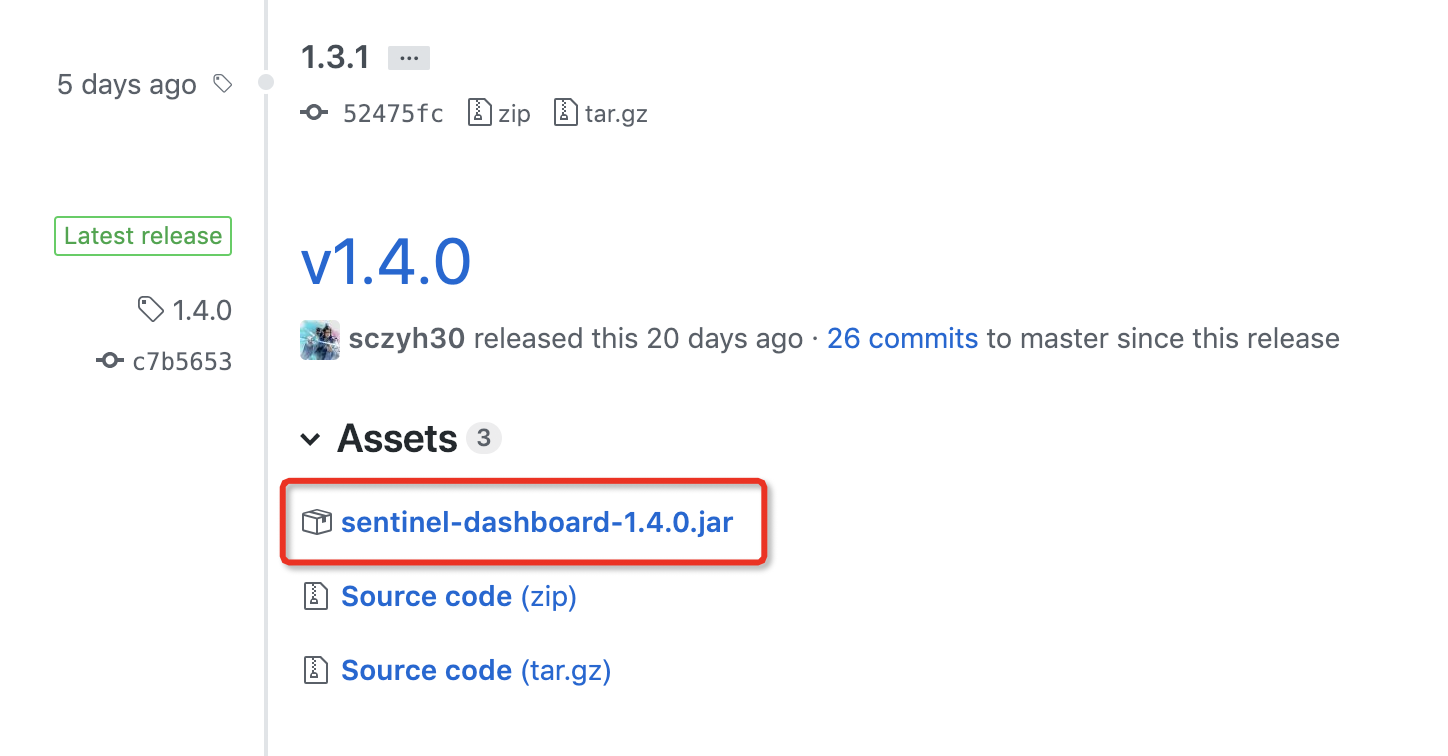 1.3.1 ...
5 days ago
52475fc zip tar.gz
Latest release
v1.4.0
1.4.0
sczyh30 released this 20 days ago · 26 commits to master since this release
c7b5653
Assets 3
sentinel-dashboard-1.4.0.jar
Source code (zip)
Source code (tar.gz)